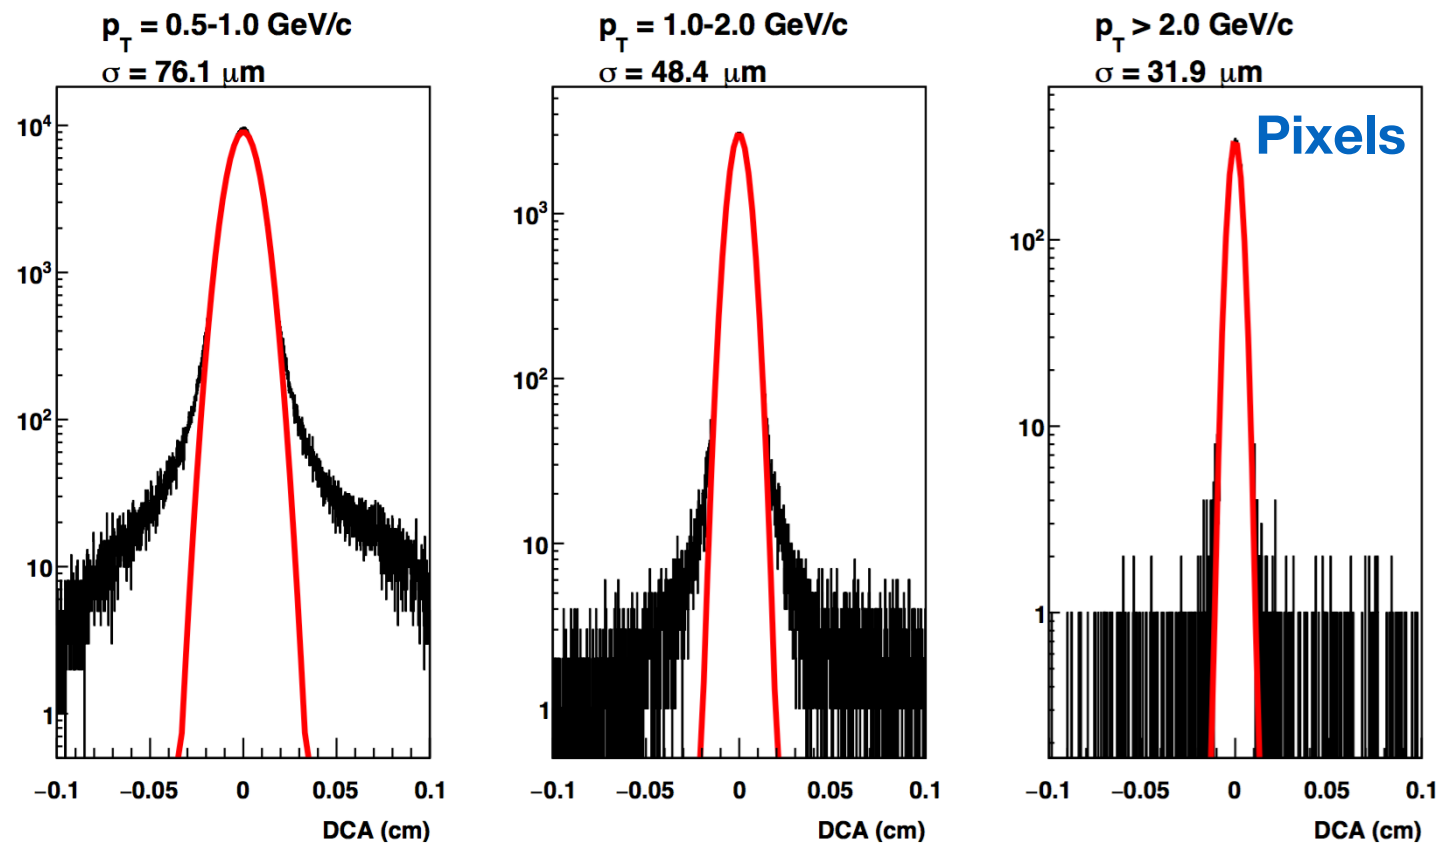 p_T = 0.5-1.0 GeV/c
σ = 76.1 μm
10^4
10^3
10^2
10
1
−0.1 −0.05 0 0.05 0.1
DCA (cm)
p_T = 1.0-2.0 GeV/c
σ = 48.4 μm
10^3
10^2
10
1
−0.1 −0.05 0 0.05 0.1
DCA (cm)
p_T > 2.0 GeV/c
σ = 31.9 μm
Pixels
10^2
10
1
−0.1 −0.05 0 0.05 0.1
DCA (cm)